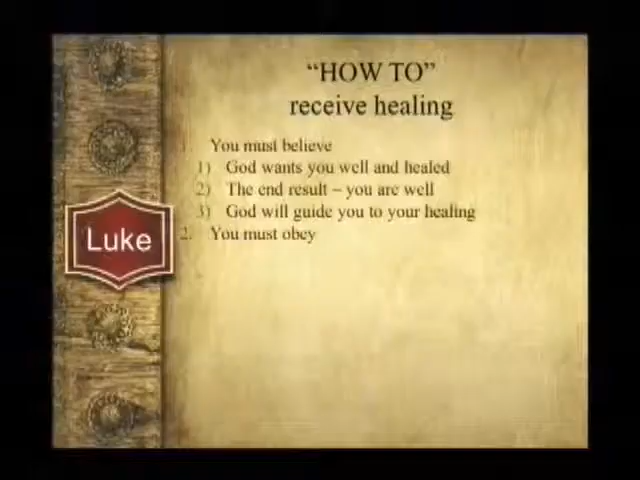 “HOW TO”
receive healing
1. You must believe
1) God wants you well and healed
2) The end result – you are well
3) God will guide you to your healing
Luke
2. You must obey